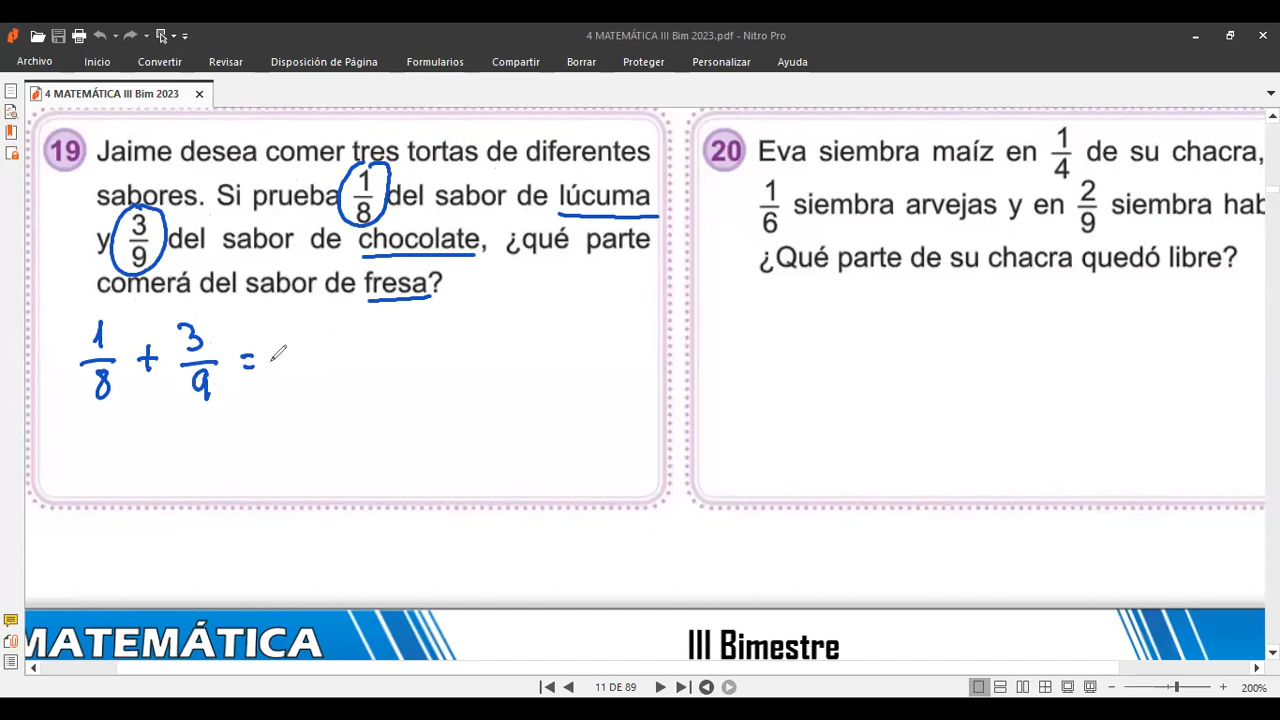 4 MATEMÁTICA III Bim 2023.pdf - Nitro Pro
Archivo Inicio Convertir Revisar Disposición de Página Formularios Compartir Borrar Proteger Personalizar Ayuda
4 MATEMÁTICA III Bim 2023
19 Jaime desea comer tres tortas de diferentes
sabores. Si prueba 1/8 del sabor de lúcuma
y 3/9 del sabor de chocolate, ¿qué parte
comerá del sabor de fresa?
1/8 + 3/9 =
20 Eva siembra maíz en 1/4 de su chacra,
1/6 siembra arvejas y en 2/9 siembra hab
¿Qué parte de su chacra quedó libre?
MATEMÁTICA
III Bimestre
11 DE 89
200%